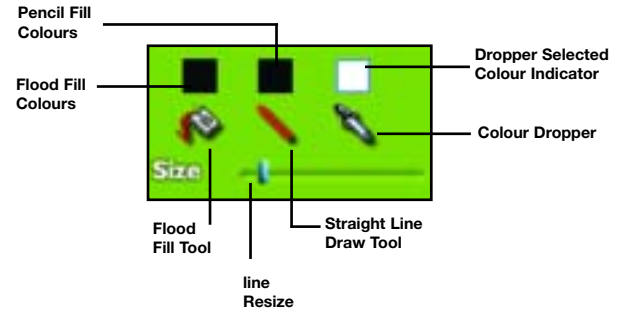 Pencil Fill
Colours
Dropper Selected
Colour Indicator
Flood Fill
Colours
Colour Dropper
Size
Flood
Fill Tool
Straight Line
Draw Tool
line
Resize